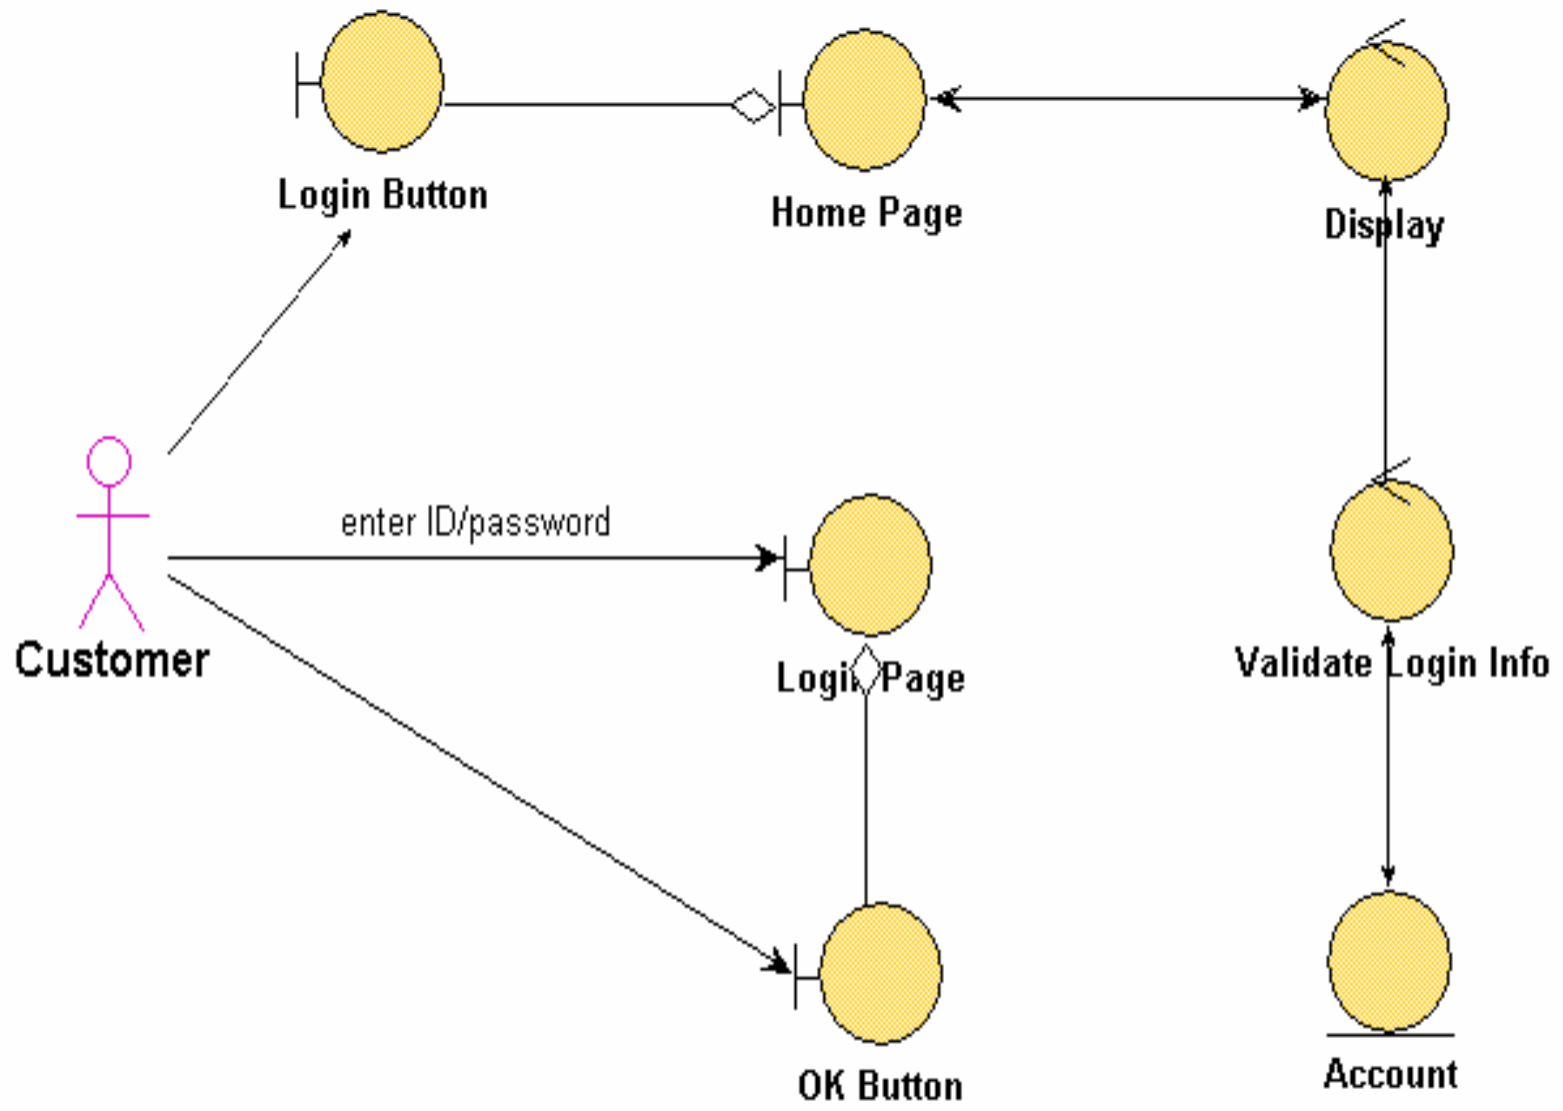 Login Button
Home Page
Display
enter ID/password
Customer
Login Page
Validate Login Info
OK Button
Account